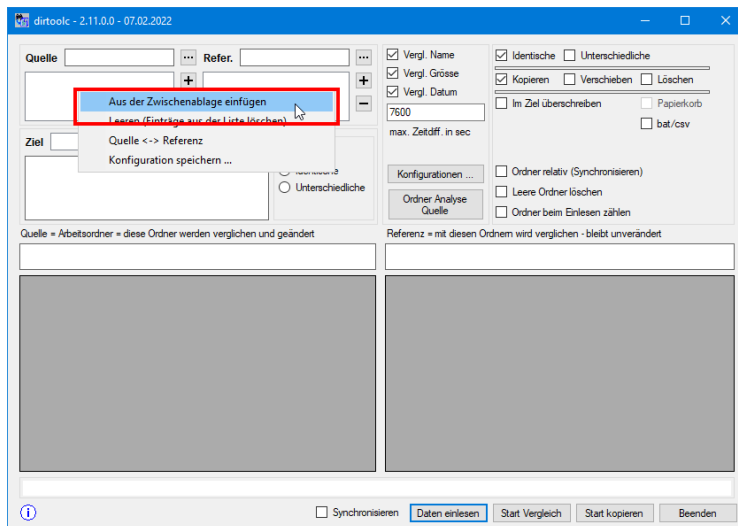 dirtoolc - 2.11.0.0 - 07.02.2022
Quelle ... Refer. ...
+ +
−
Aus der Zwischenablage einfügen
Leeren (Einträge aus der Liste löschen)
Quelle <-> Referenz
Konfiguration speichern ...
Ziel
Identische
Unterschiedliche
Vergl. Name
Vergl. Grösse
Vergl. Datum
7600
max. Zeitdiff. in sec
Konfigurationen ...
Ordner Analyse
Quelle
Identische Unterschiedliche
Kopieren Verschieben Löschen
Im Ziel überschreiben Papierkorb
bat/csv
Ordner relativ (Synchronisieren)
Leere Ordner löschen
Ordner beim Einlesen zählen
Quelle = Arbeitsordner = diese Ordner werden verglichen und geändert
Referenz = mit diesen Ordnern wird verglichen - bleibt unverändert
i Synchronisieren Daten einlesen Start Vergleich Start kopieren Beenden